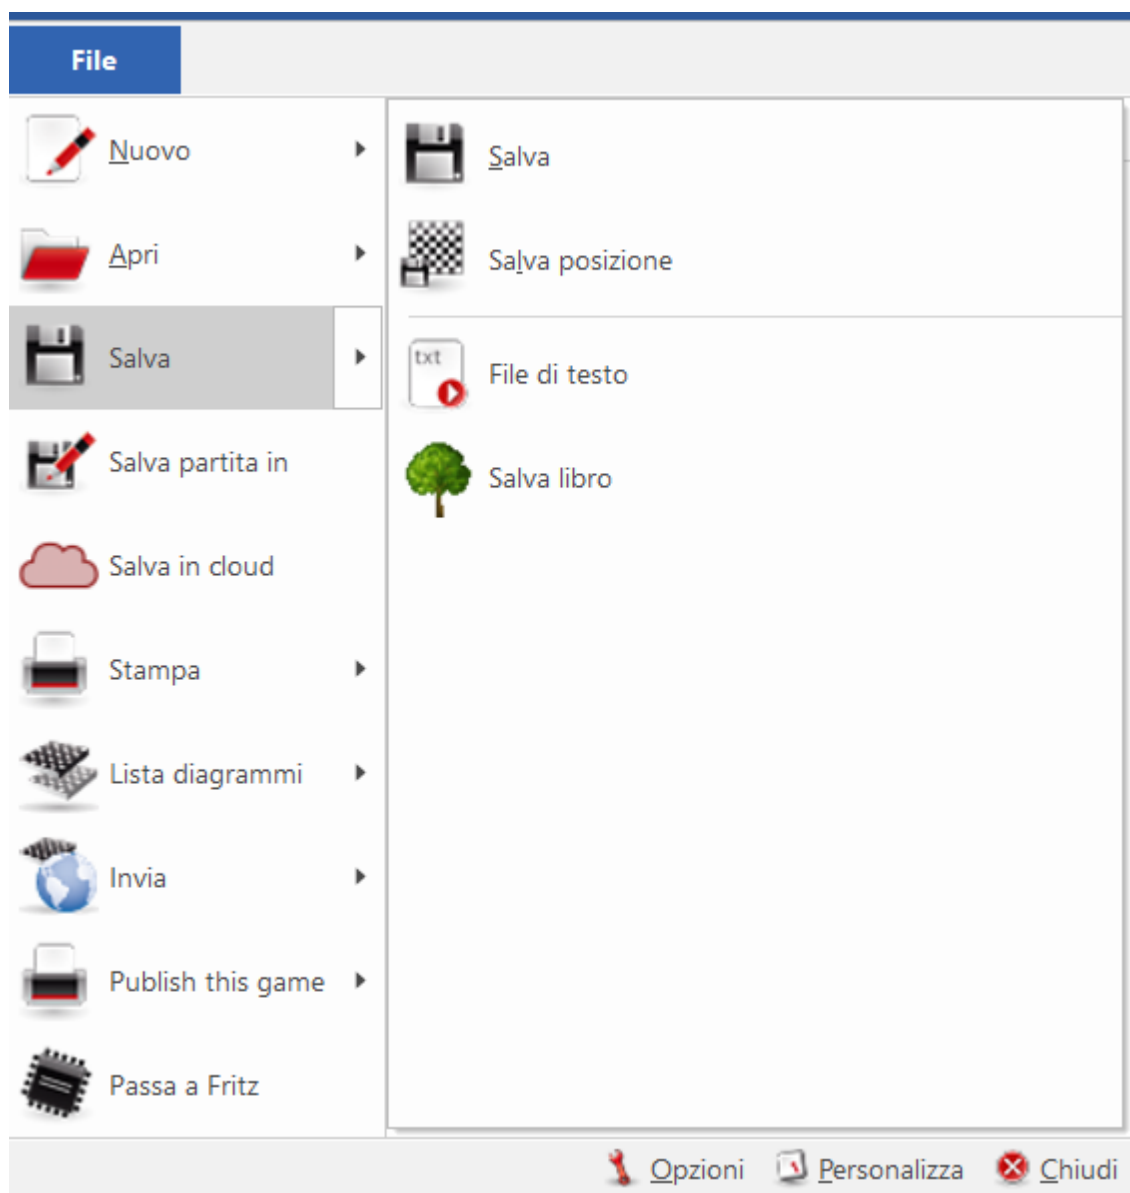 File
Nuovo
Apri
Salva
Salva partita in
Salva in cloud
Stampa
Lista diagrammi
Invia
Publish this game
Passa a Fritz
Salva
Salva posizione
txt
File di testo
Salva libro
Opzioni
Personalizza
Chiudi